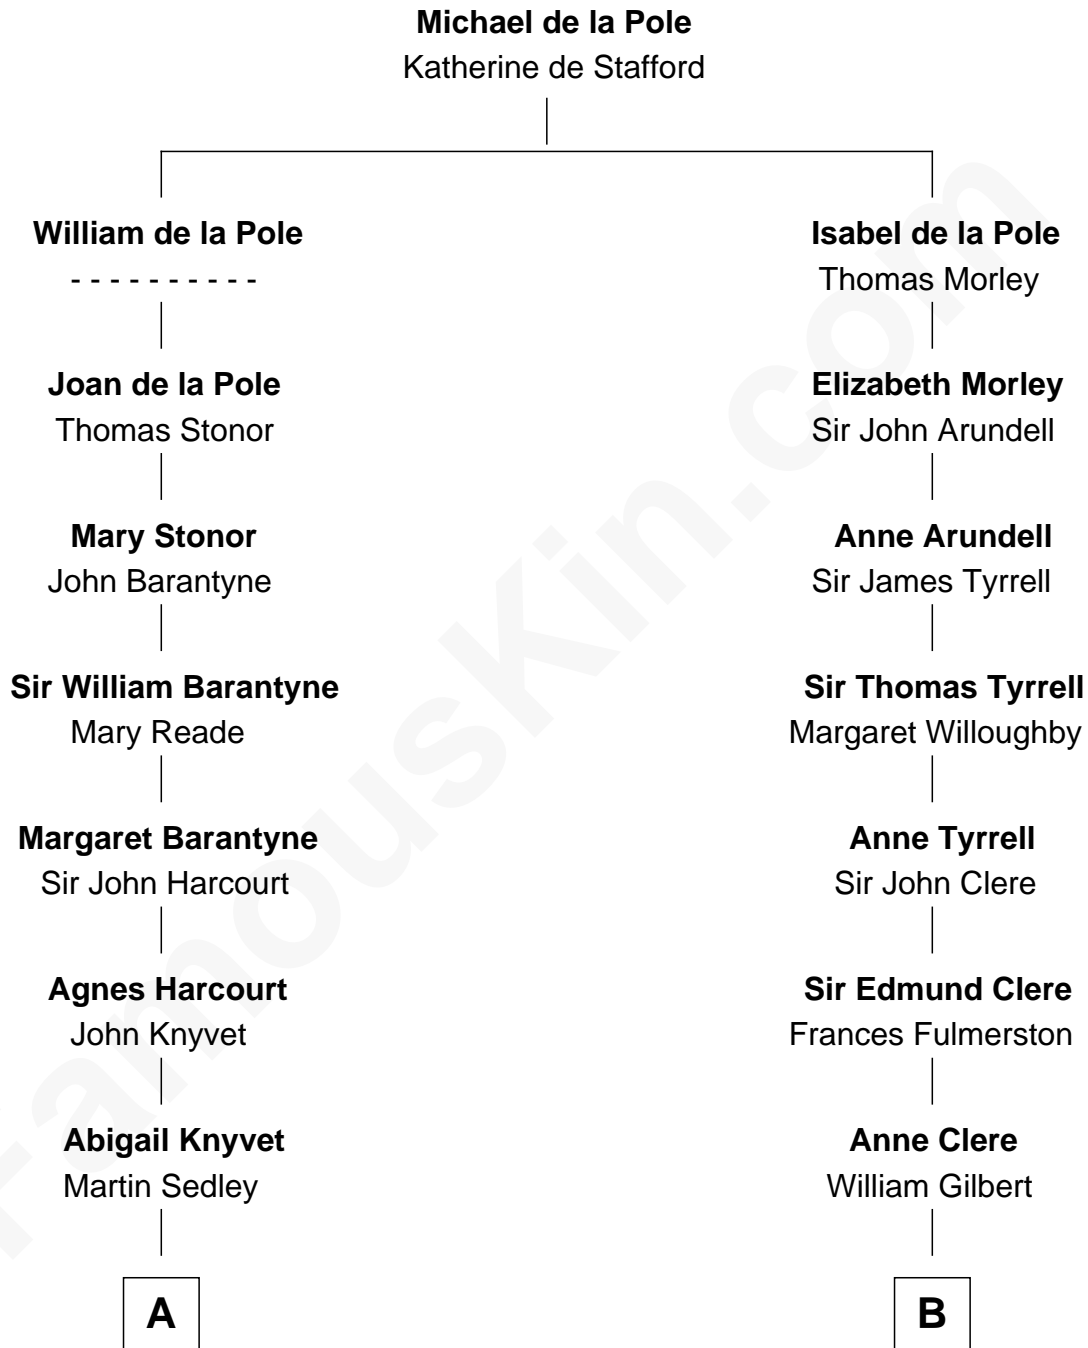 Michael de la Pole
Katherine de Stafford
William de la Pole
- - - - - - - - - -
Isabel de la Pole
Thomas Morley
Joan de la Pole
Thomas Stonor
Elizabeth Morley
Sir John Arundell
Mary Stonor
John Barantyne
Anne Arundell
Sir James Tyrrell
Sir William Barantyne
Mary Reade
Sir Thomas Tyrrell
Margaret Willoughby
Margaret Barantyne
Sir John Harcourt
Anne Tyrrell
Sir John Clere
Agnes Harcourt
John Knyvet
Sir Edmund Clere
Frances Fulmerston
Abigail Knyvet
Martin Sedley
Anne Clere
William Gilbert
A
B
FamousKin.com